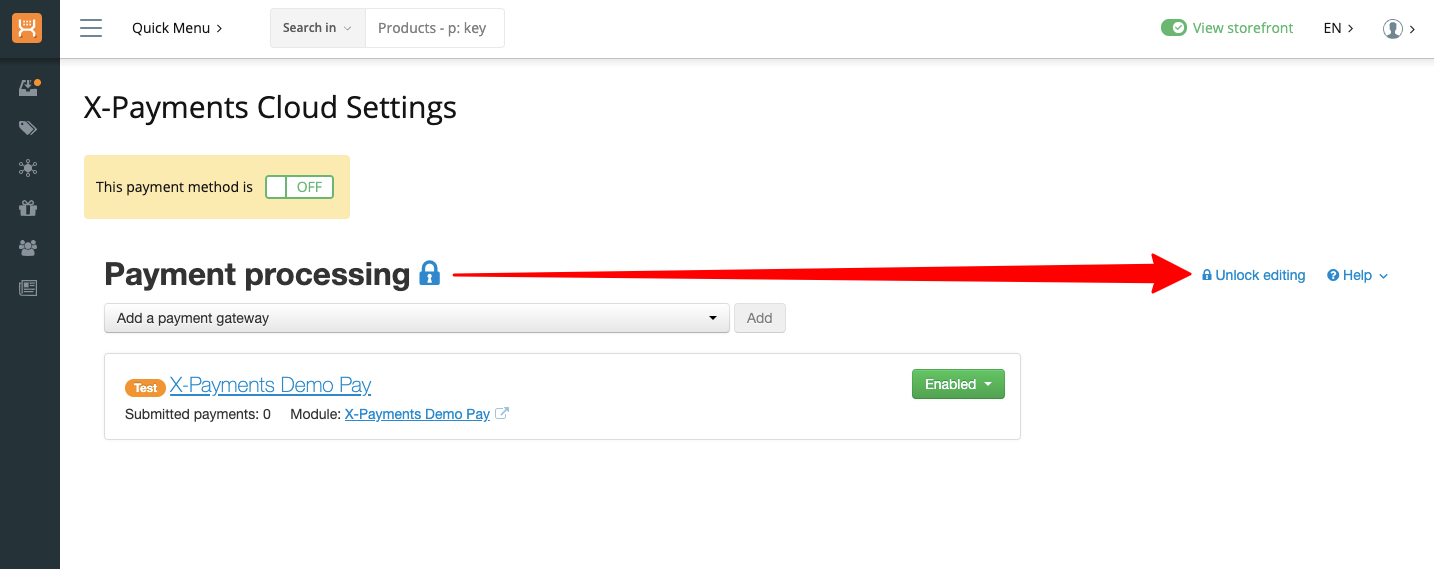 Quick Menu
Search in
Products - p: key
View storefront
EN
X-Payments Cloud Settings
This payment method is
OFF
Payment processing
Unlock editing
Help
Add a payment gateway
Add
Test
X-Payments Demo Pay
Enabled
Submitted payments: 0
Module: X-Payments Demo Pay